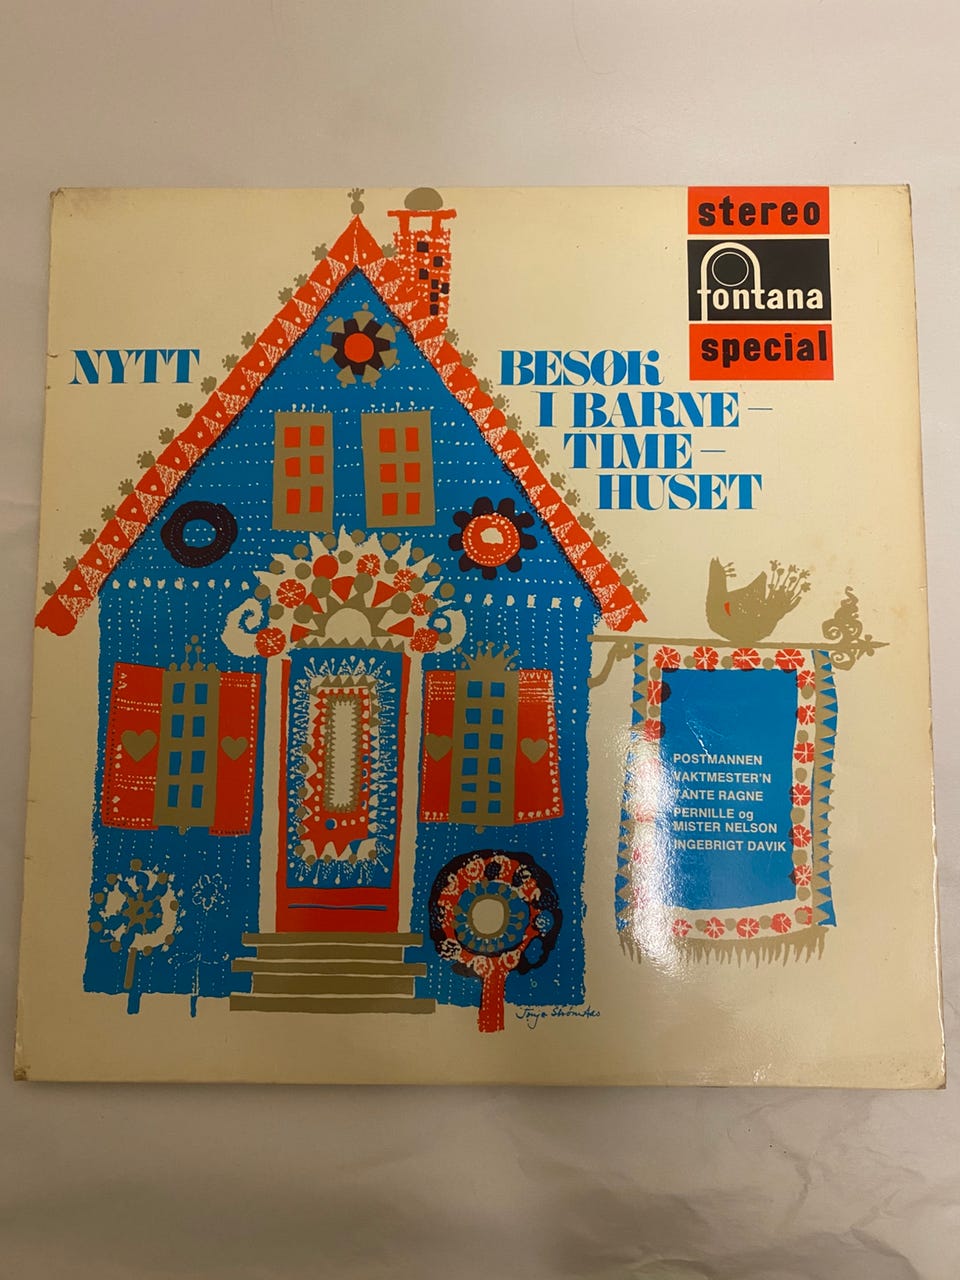 stereo
fontana
special
NYTT BESØK
I BARNE-
TIME-
HUSET
POSTMANNEN
VAKTMESTER'N
TANTE RAGNE
PERNILLE og
MISTER NELSON
INGEBRIGT DAVIK